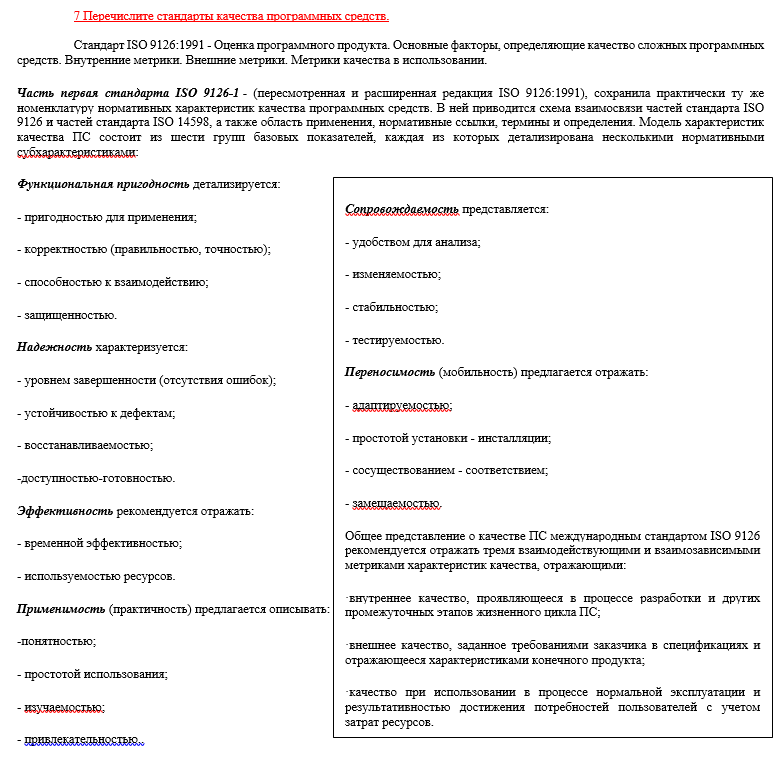 7 Перечислите стандарты качества программных средств.
Стандарт ISO 9126:1991 - Оценка программного продукта. Основные факторы, определяющие качество сложных программных
средств. Внутренние метрики. Внешние метрики. Метрики качества в использовании.
Часть первая стандарта ISO 9126-1 - (пересмотренная и расширенная редакция ISO 9126:1991), сохранила практически ту же
номенклатуру нормативных характеристик качества программных средств. В ней приводится схема взаимосвязи частей стандарта ISO
9126 и частей стандарта ISO 14598, а также область применения, нормативные ссылки, термины и определения. Модель характеристик
качества ПС состоит из шести групп базовых показателей, каждая из которых детализирована несколькими нормативными
субхарактеристиками:
Функциональная пригодность детализируется:
- пригодностью для применения;
- корректностью (правильностью, точностью);
- способностью к взаимодействию;
- защищенностью.
Надежность характеризуется:
- уровнем завершенности (отсутствия ошибок);
- устойчивостью к дефектам;
- восстанавливаемостью;
-доступностью-готовностью.
Эффективность рекомендуется отражать:
- временной эффективностью;
- используемостью ресурсов.
Применимость (практичность) предлагается описывать:
-понятностью;
- простотой использования;
- изучаемостью;
- привлекательностью.
Сопровождаемость представляется:
- удобством для анализа;
- изменяемостью;
- стабильностью;
- тестируемостью.
Переносимость (мобильность) предлагается отражать:
- адаптируемостью;
- простотой установки - инсталляции;
- сосуществованием - соответствием;
- замещаемостью.
Общее представление о качестве ПС международным стандартом ISO 9126
рекомендуется отражать тремя взаимодействующими и взаимозависимыми
метриками характеристик качества, отражающими:
·внутреннее качество, проявляющееся в процессе разработки и других
промежуточных этапов жизненного цикла ПС;
·внешнее качество, заданное требованиями заказчика в спецификациях и
отражающееся характеристиками конечного продукта;
·качество при использовании в процессе нормальной эксплуатации и
результативностью достижения потребностей пользователей с учетом
затрат ресурсов.